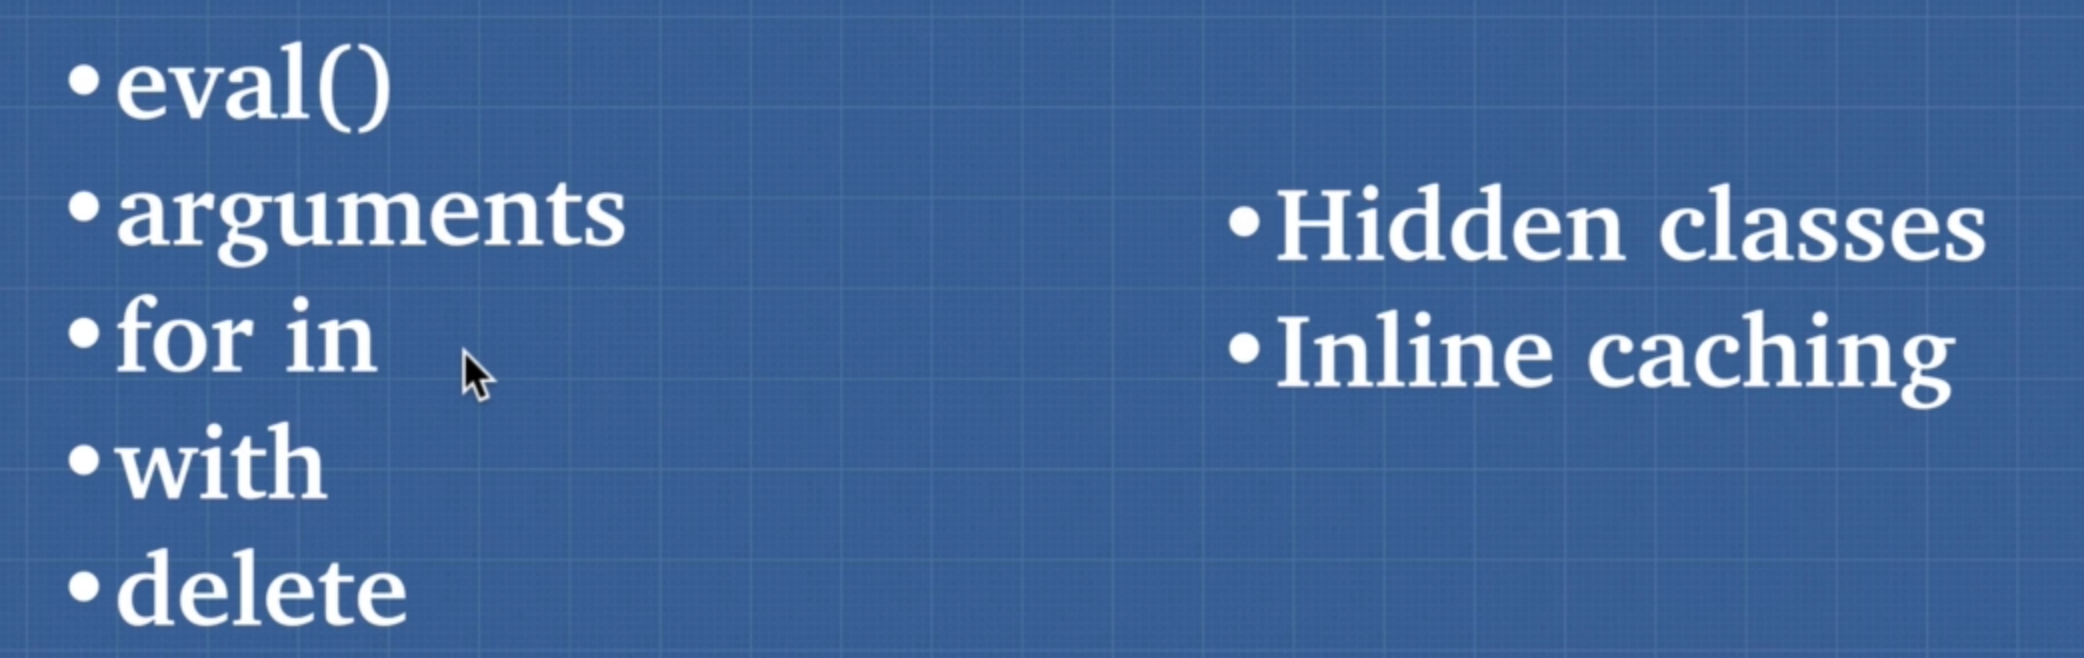 •eval()
•arguments
•for in
•with
•delete
•Hidden classes
•Inline caching